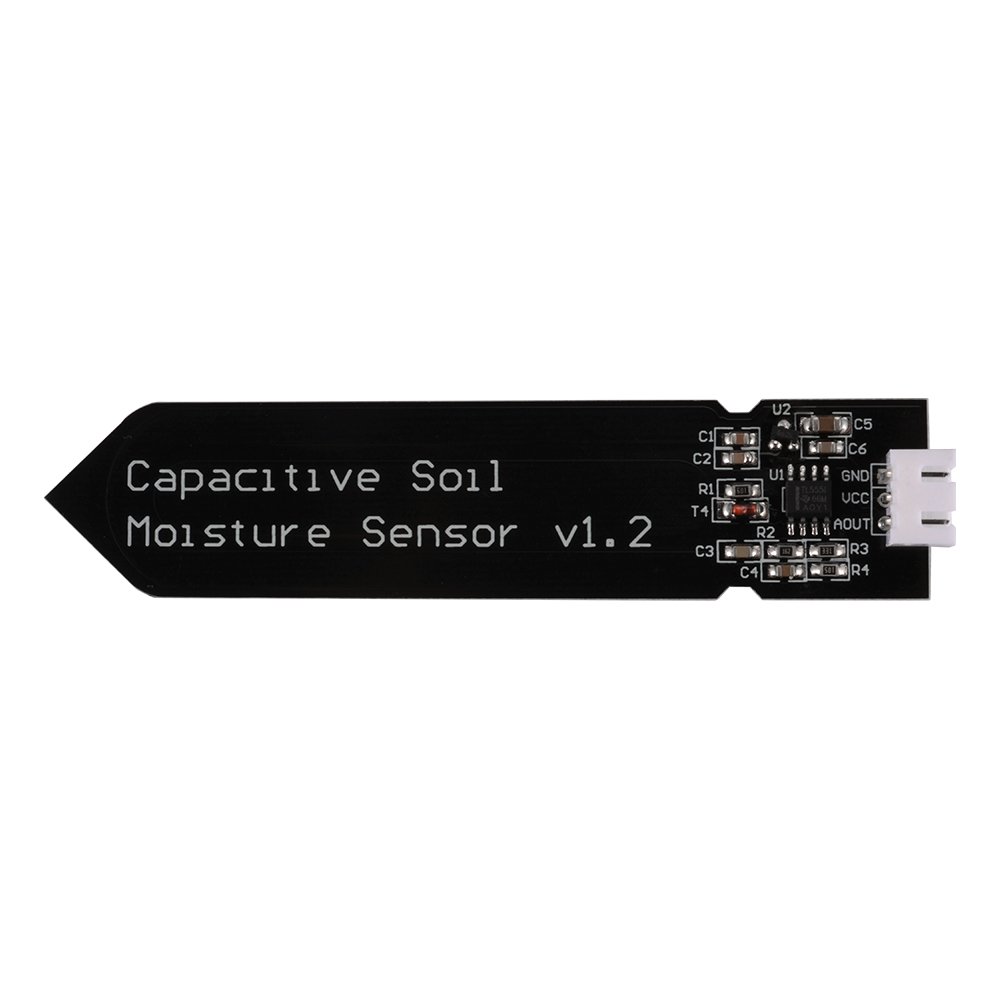 Capacitive Soil
Moisture Sensor v1.2
U2
C5
C1
C6
C2
U1
GND
R1
VCC
T4
AOUT
R2
C3
R3
C4
R4